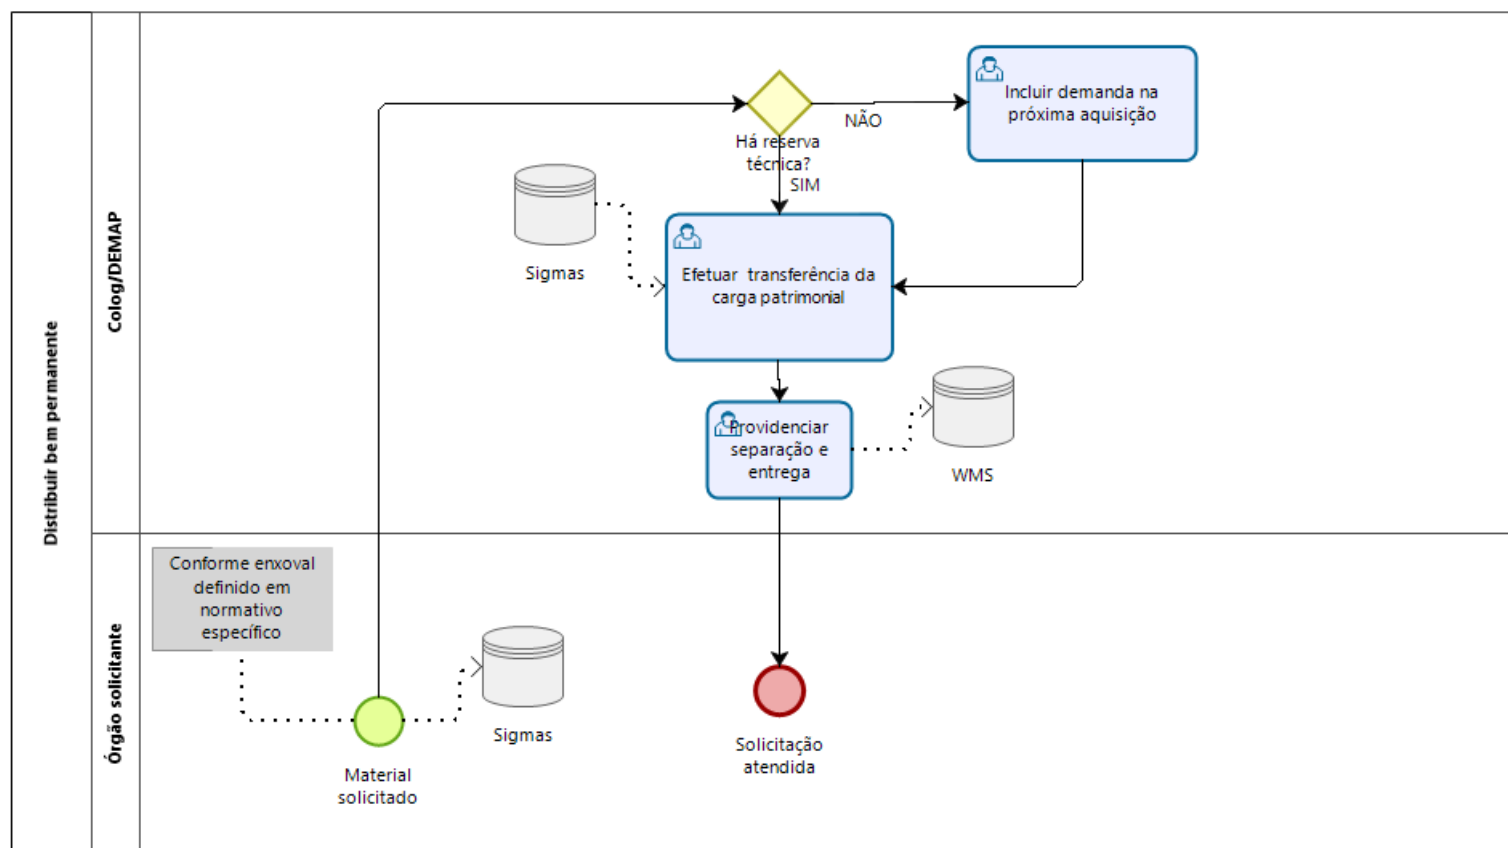 Distribuir bem permanente
Colog/DEMAP
Incluir demanda na
próxima aquisição
NÃO
Há reserva
técnica?
SIM
Sigmas
Efetuar  transferência da
carga patrimonial
Providenciar
separação e
entrega
WMS
Órgão solicitante
Conforme enxoval
definido em
normativo
específico
Sigmas
Material
solicitado
Solicitação
atendida